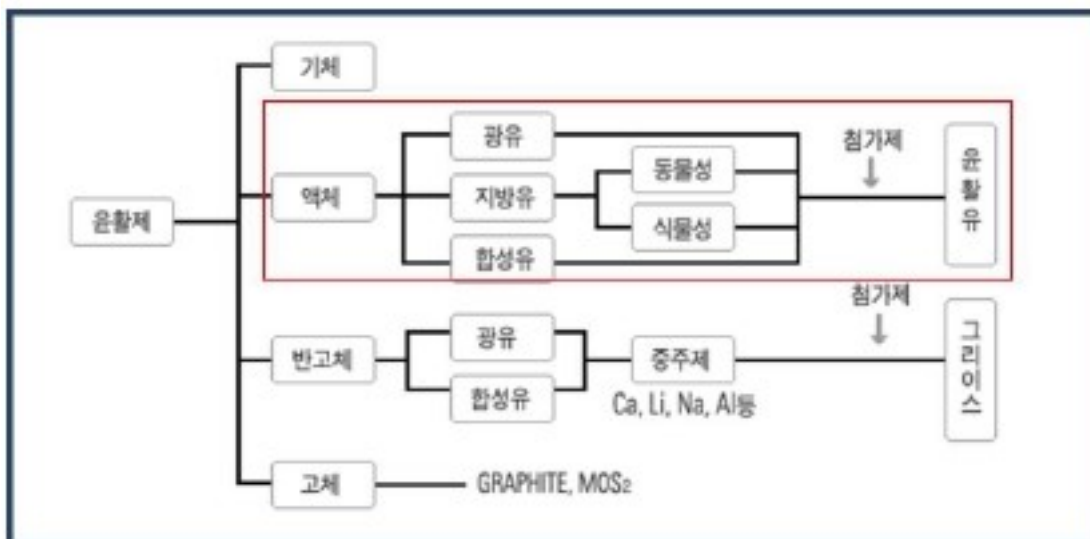 기체
광유
첨가제
윤활유
동물성
액체
지방유
윤활제
식물성
합성유
첨가제
그리이스
광유
반고체
중주제
합성유
Ca, Li, Na, Al등
고체
GRAPHITE, MOS2